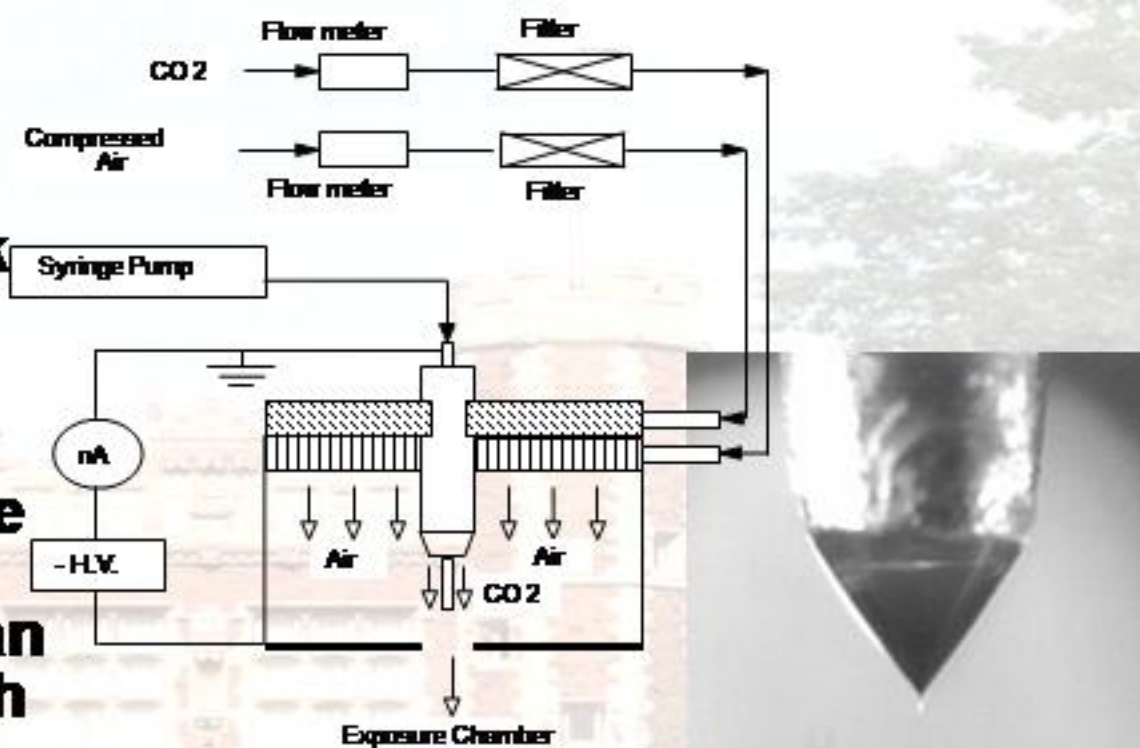 Flow meter
Filter
CO 2
Compressed
Air
Flow meter
Filter
Syringe Pump
nA
- H.V.
Air
Air
CO 2
Exposure Chamber